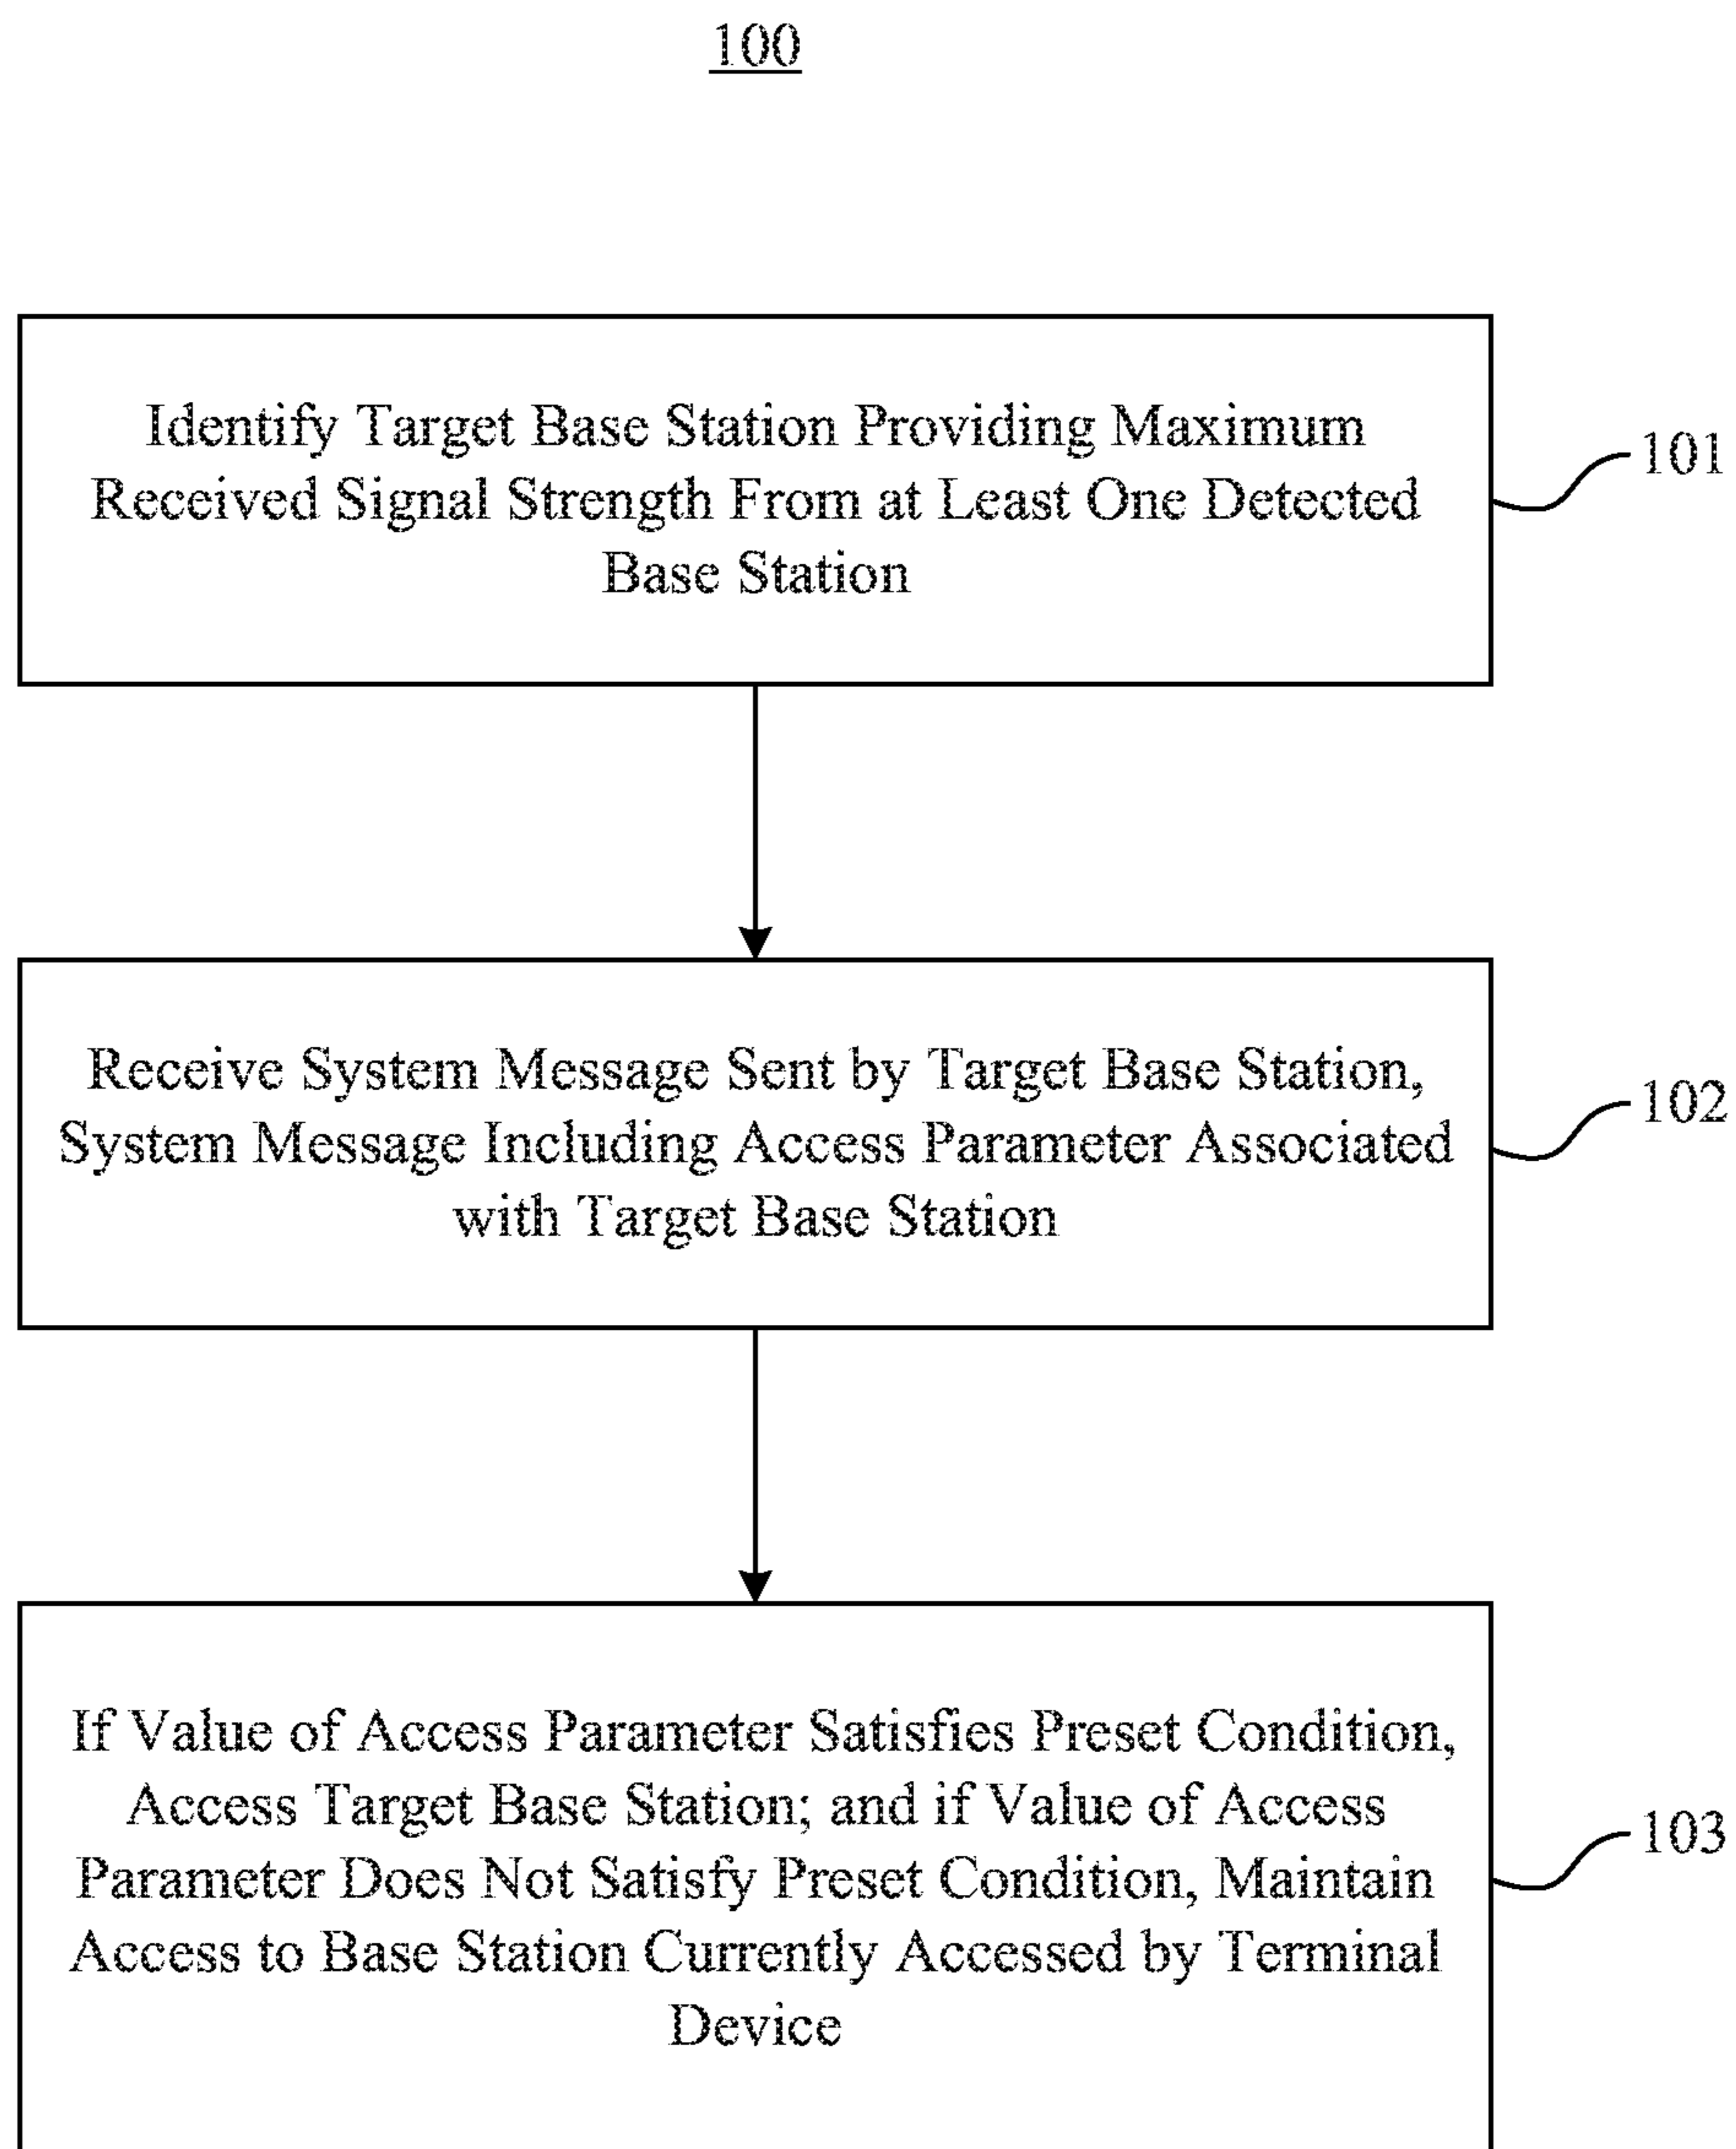 100
Identify Target Base Station Providing Maximum
Received Signal Strength From at Least One Detected
Base Station
101
Receive System Message Sent by Target Base Station,
System Message Including Access Parameter Associated
with Target Base Station
102
If Value of Access Parameter Satisfies Preset Condition,
Access Target Base Station; and if Value of Access
Parameter Does Not Satisfy Preset Condition, Maintain
Access to Base Station Currently Accessed by Terminal
Device
103